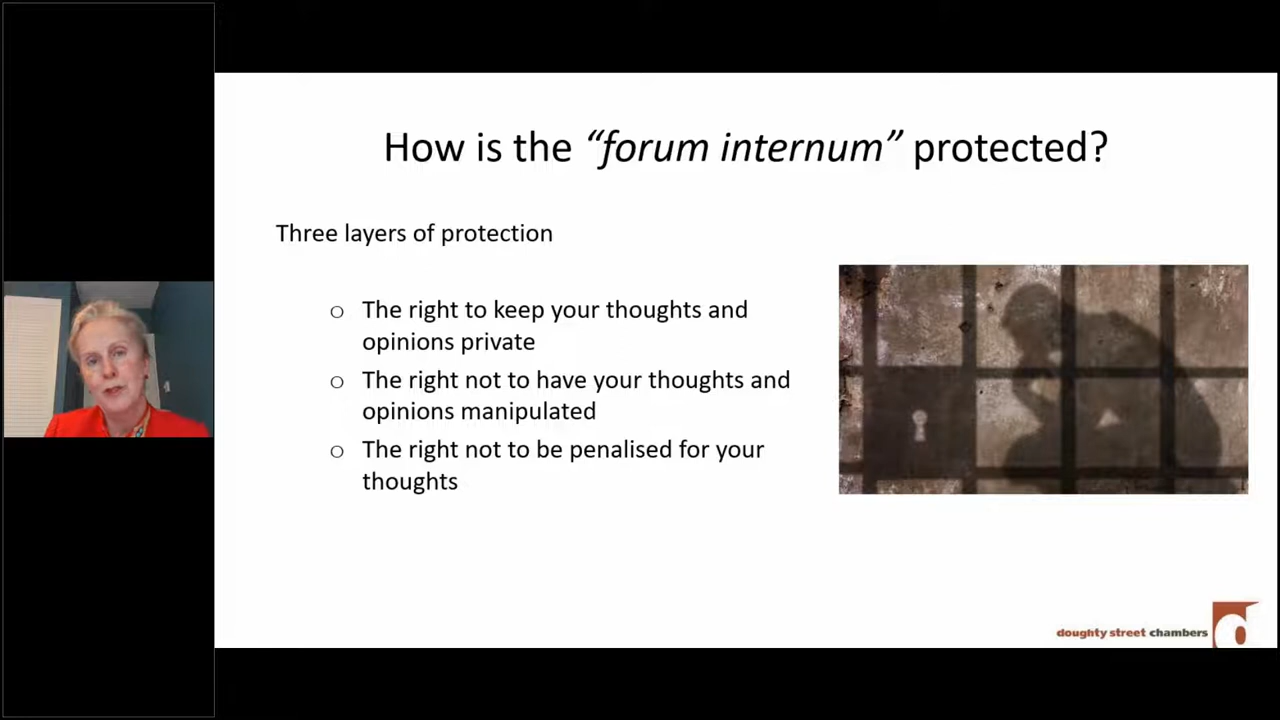 How is the “forum internum” protected?
Three layers of protection
o The right to keep your thoughts and
opinions private
o The right not to have your thoughts and
opinions manipulated
o The right not to be penalised for your
thoughts
doughty street chambers
d